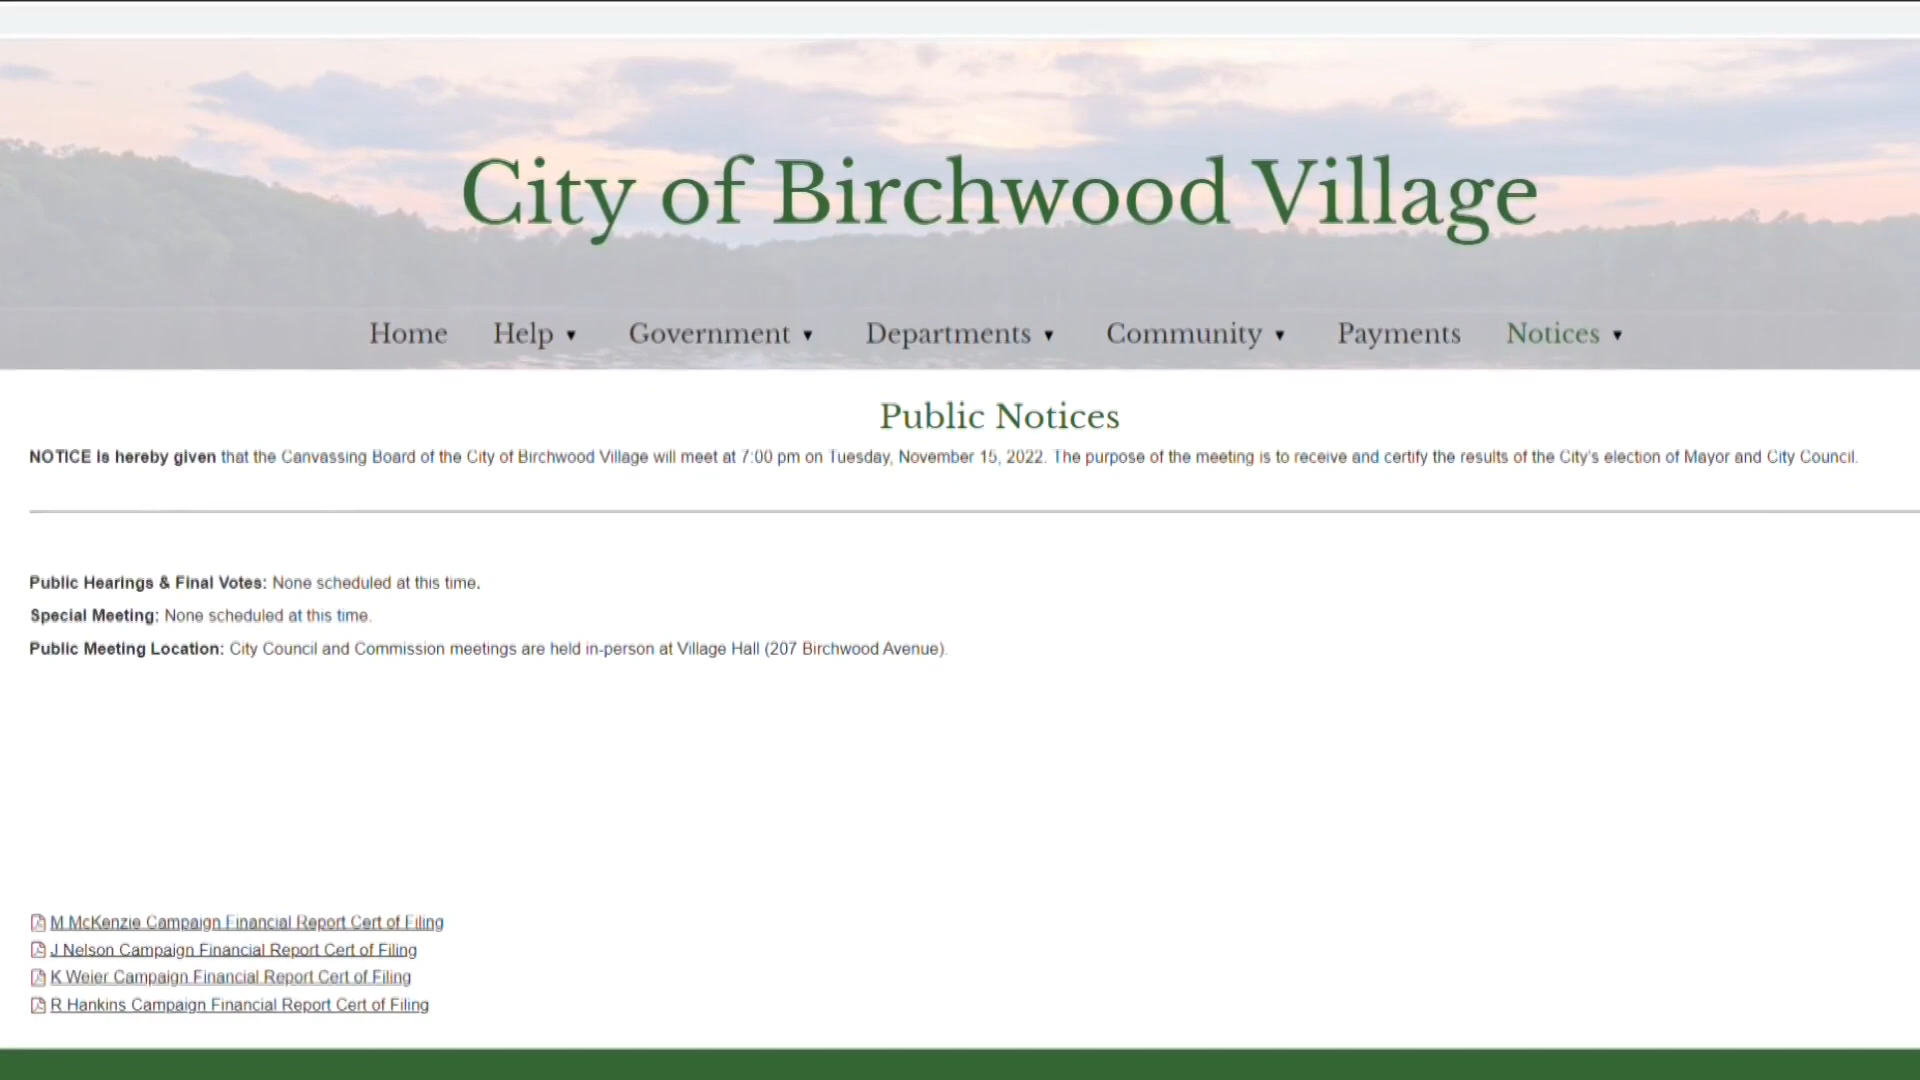 City of Birchwood Village
Home Help ▼ Government ▼ Departments ▼ Community ▼ Payments Notices ▼
Public Notices
NOTICE is hereby given that the Canvassing Board of the City of Birchwood Village will meet at 7:00 pm on Tuesday, November 15, 2022. The purpose of the meeting is to receive and certify the results of the City's election of Mayor and City Council.
Public Hearings & Final Votes: None scheduled at this time.
Special Meeting: None scheduled at this time.
Public Meeting Location: City Council and Commission meetings are held in-person at Village Hall (207 Birchwood Avenue).
M McKenzie Campaign Financial Report Cert of Filing
J Nelson Campaign Financial Report Cert of Filing
K Weier Campaign Financial Report Cert of Filing
R Hankins Campaign Financial Report Cert of Filing